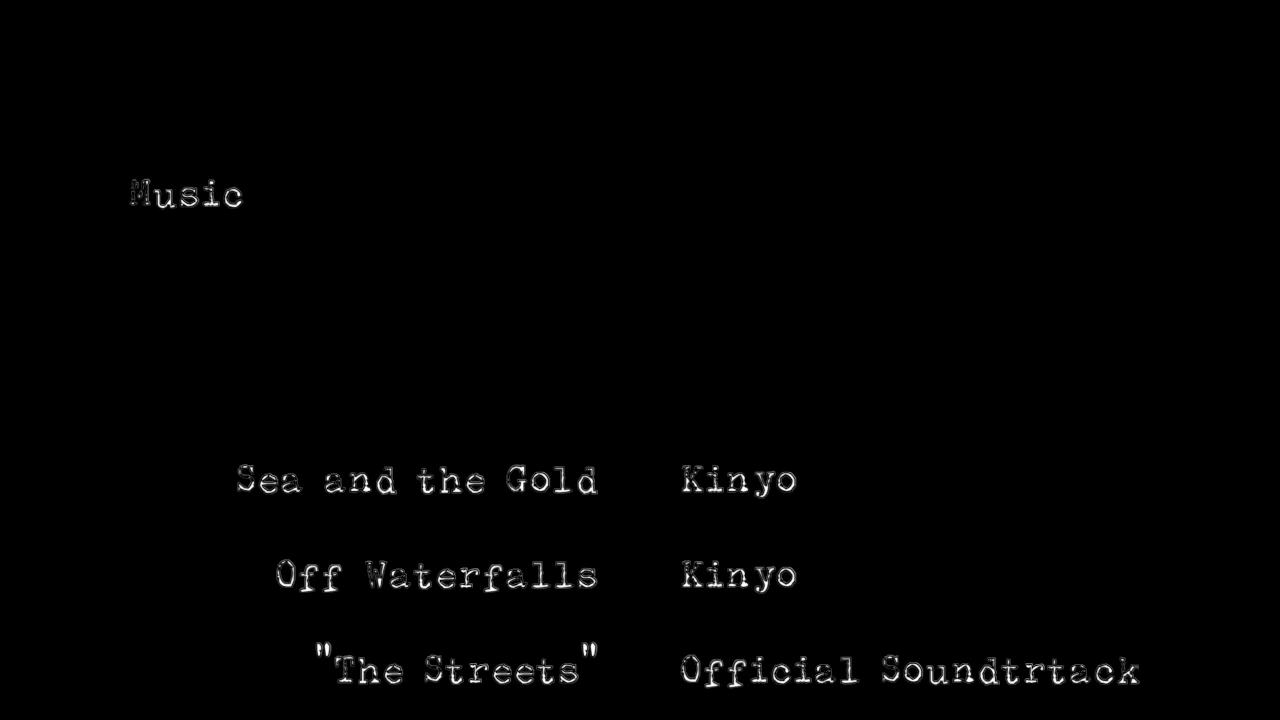 Music
Sea and the Gold Kinyo
Off Waterfalls Kinyo
"The Streets" Official Soundtrtack